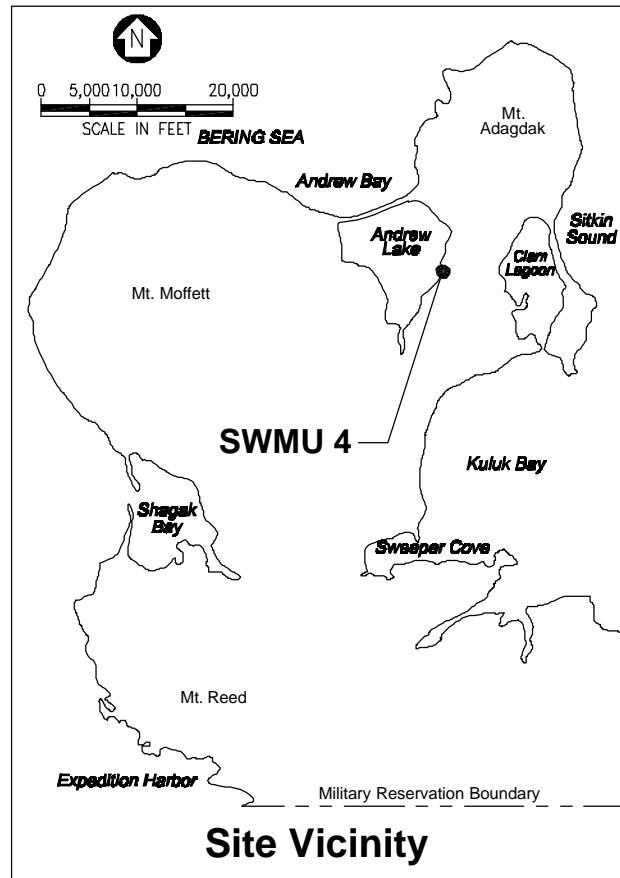 N
0 5,000 10,000 20,000
SCALE IN FEET
BERING SEA
Mt.
Adagdak
Andrew Bay
Andrew
Lake
Sitkin
Sound
Clam
Lagoon
Mt. Moffett
SWMU 4
Kuluk Bay
Shagak
Bay
Sweeper Cove
Mt. Reed
Expedition Harbor
Military Reservation Boundary
Site Vicinity